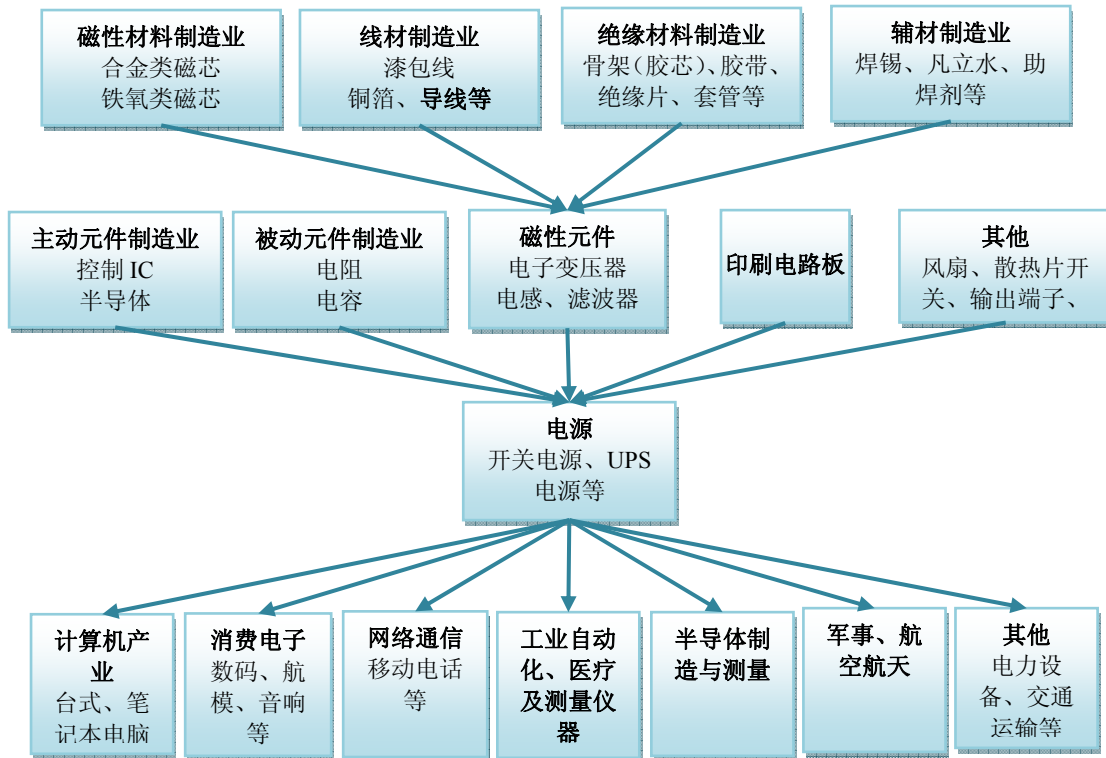 磁性材料制造业
合金类磁芯
铁氧类磁芯
线材制造业
漆包线
铜箔、导线等
绝缘材料制造业
骨架（胶芯）、胶带、
绝缘片、套管等
辅材制造业
焊锡、凡立水、助
焊剂等
主动元件制造业
控制 IC
半导体
被动元件制造业
电阻
电容
磁性元件
电子变压器
电感、滤波器
印刷电路板
其他
风扇、散热片开
关、输出端子、
电源
开关电源、UPS
电源等
计算机产
业
台式、笔
记本电脑
消费电子
数码、航
模、音响
等
网络通信
移动电话
等
工业自动
化、医疗
及测量仪
器
半导体制
造与测量
军事、航
空航天
其他
电力设
备、交通
运输等